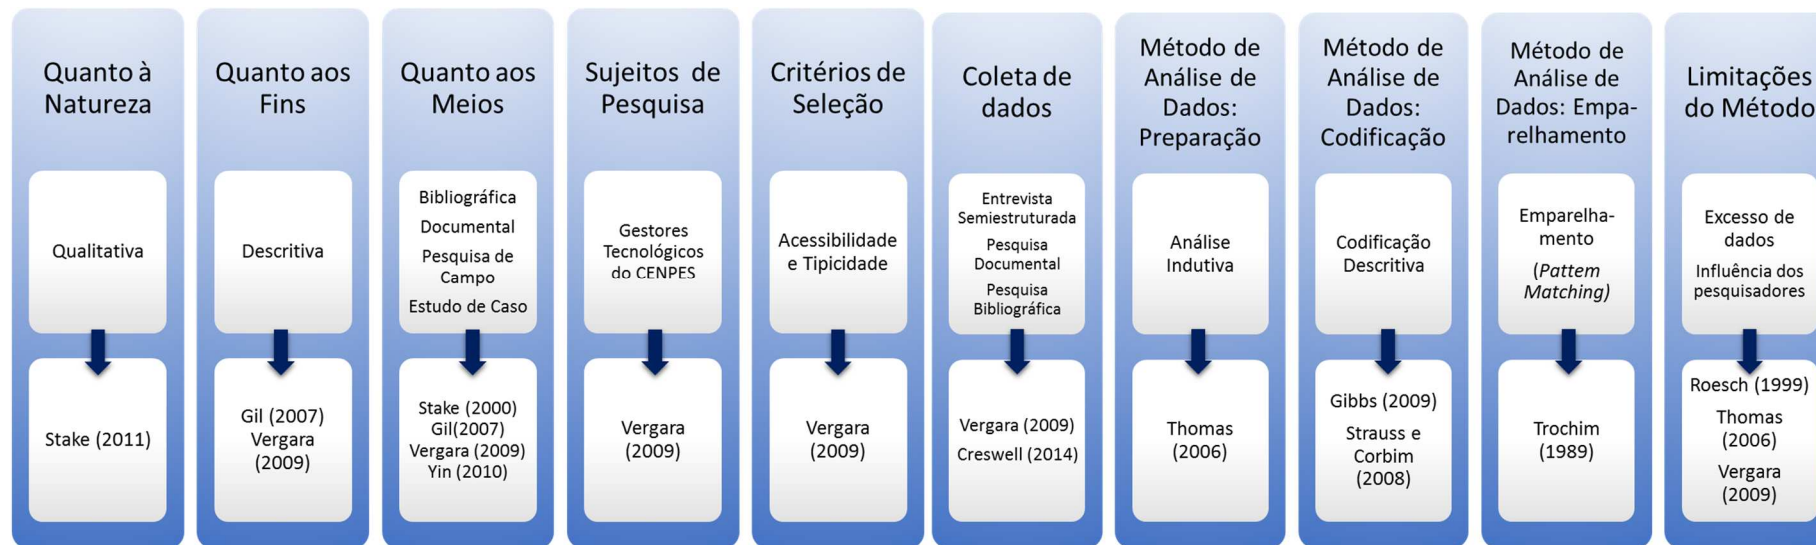 Quanto à
Natureza
Qualitativa
Stake (2011)
Quanto aos
Fins
Descritiva
Gil (2007)
Vergara
(2009)
Quanto aos
Meios
Bibliográfica
Documental
Pesquisa de
Campo
Estudo de Caso
Stake (2000)
Gil(2007)
Vergara (2009)
Yin (2010)
Sujeitos de
Pesquisa
Gestores
Tecnológicos
do CENPES
Vergara
(2009)
Critérios de
Seleção
Acessibilidade
e Tipicidade
Vergara
(2009)
Coleta de
dados
Entrevista
Semiestruturada
Pesquisa
Documental
Pesquisa
Bibliográfica
Vergara (2009)
Creswell (2014)
Método de
Análise de
Dados:
Preparação
Análise
Indutiva
Thomas
(2006)
Método de
Análise de
Dados:
Codificação
Codificação
Descritiva
Gibbs (2009)
Strauss e
Corbim
(2008)
Método de
Análise de
Dados: Empa-
relhamento
Emparelha-
mento
(Pattem
Matching)
Trochim
(1989)
Limitações
do Método
Excesso de
dados
Influência dos
pesquisadores
Roesch (1999)
Thomas
(2006)
Vergara
(2009)